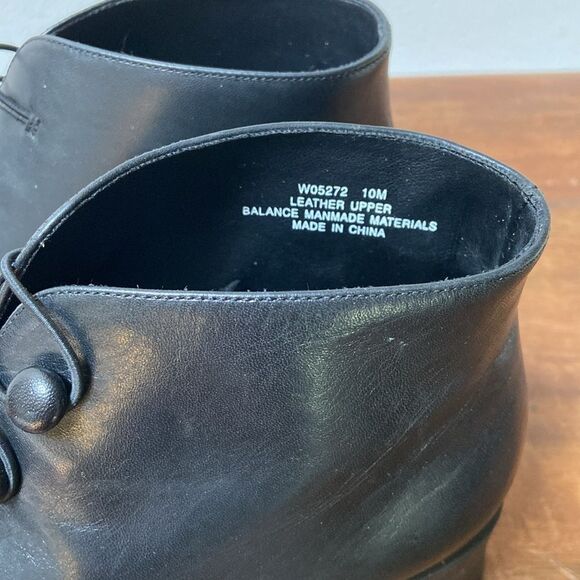 W05272 10M
LEATHER UPPER
BALANCE MANMADE MATERIALS
MADE IN CHINA